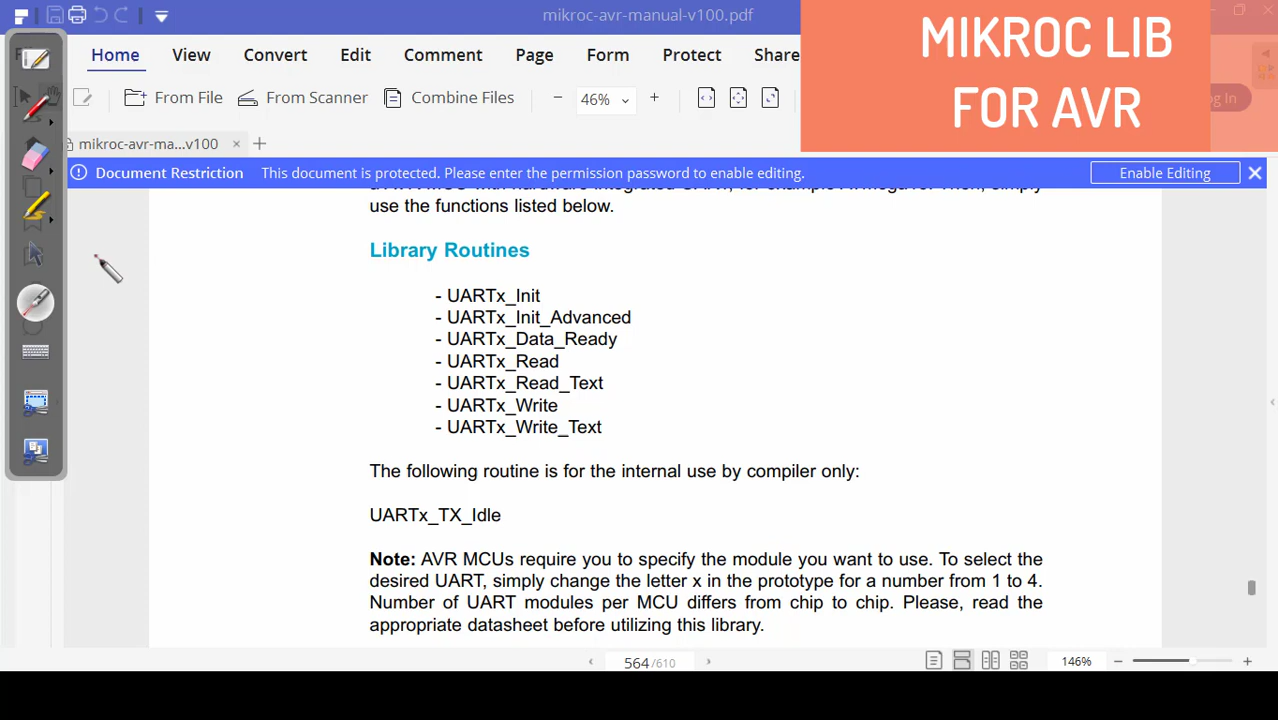 mikroc-avr-manual-v100.pdf
MIKROC LIB
FOR AVR
Home View Convert Edit Comment Page Form Protect Share
From File From Scanner Combine Files 46% Log In
mikroc-avr-ma...v100
Document Restriction This document is protected. Please enter the permission password to enable editing. Enable Editing
use the functions listed below.
Library Routines
- UARTx_Init
- UARTx_Init_Advanced
- UARTx_Data_Ready
- UARTx_Read
- UARTx_Read_Text
- UARTx_Write
- UARTx_Write_Text
The following routine is for the internal use by compiler only:
UARTx_TX_Idle
Note: AVR MCUs require you to specify the module you want to use. To select the
desired UART, simply change the letter x in the prototype for a number from 1 to 4.
Number of UART modules per MCU differs from chip to chip. Please, read the
appropriate datasheet before utilizing this library.
564/610 146%